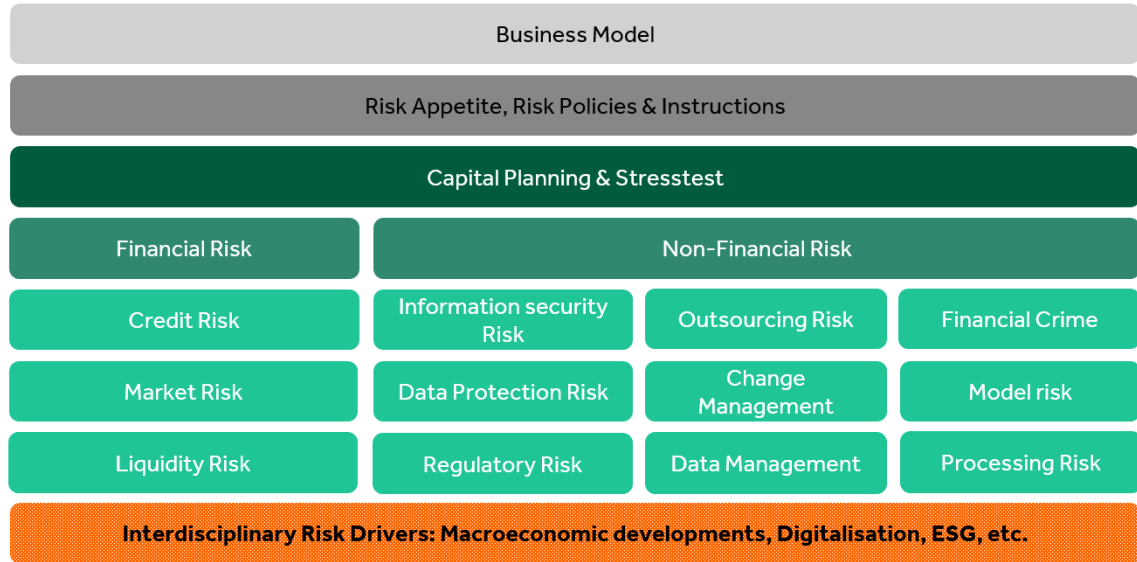 Business Model
Risk Appetite, Risk Policies & Instructions
Capital Planning & Stresstest
Financial Risk
Non-Financial Risk
Credit Risk
Information security
Risk
Outsourcing Risk
Financial Crime
Market Risk
Data Protection Risk
Change
Management
Model risk
Liquidity Risk
Regulatory Risk
Data Management
Processing Risk
Interdisciplinary Risk Drivers: Macroeconomic developments, Digitalisation, ESG, etc.